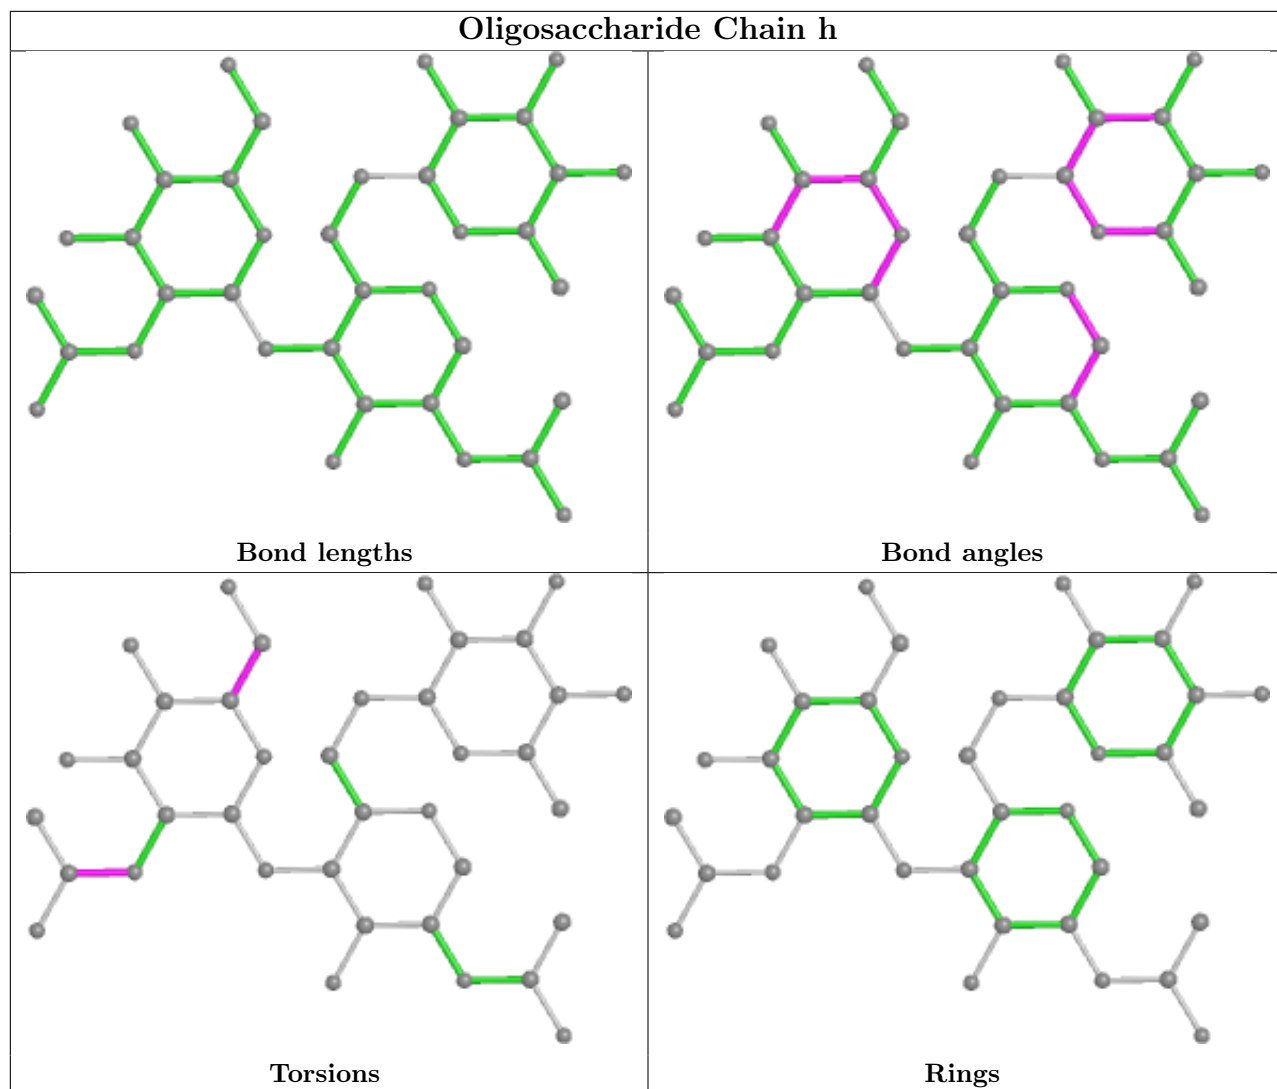 Oligosaccharide Chain h
Bond lengths
Bond angles
Torsions
Rings